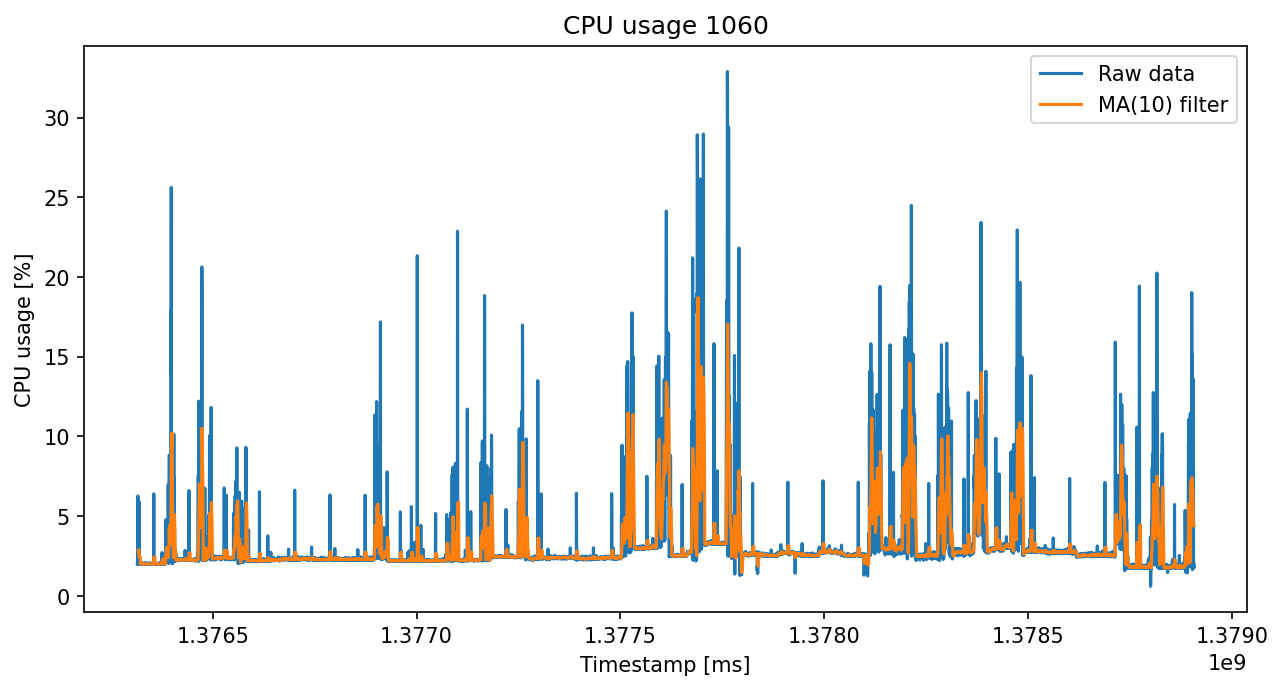 CPU usage 1060
Raw data
MA(10) filter
CPU usage [%]
30
25
20
15
10
5
0
1.3765 1.3770 1.3775 1.3780 1.3785 1.3790
1e9
Timestamp [ms]